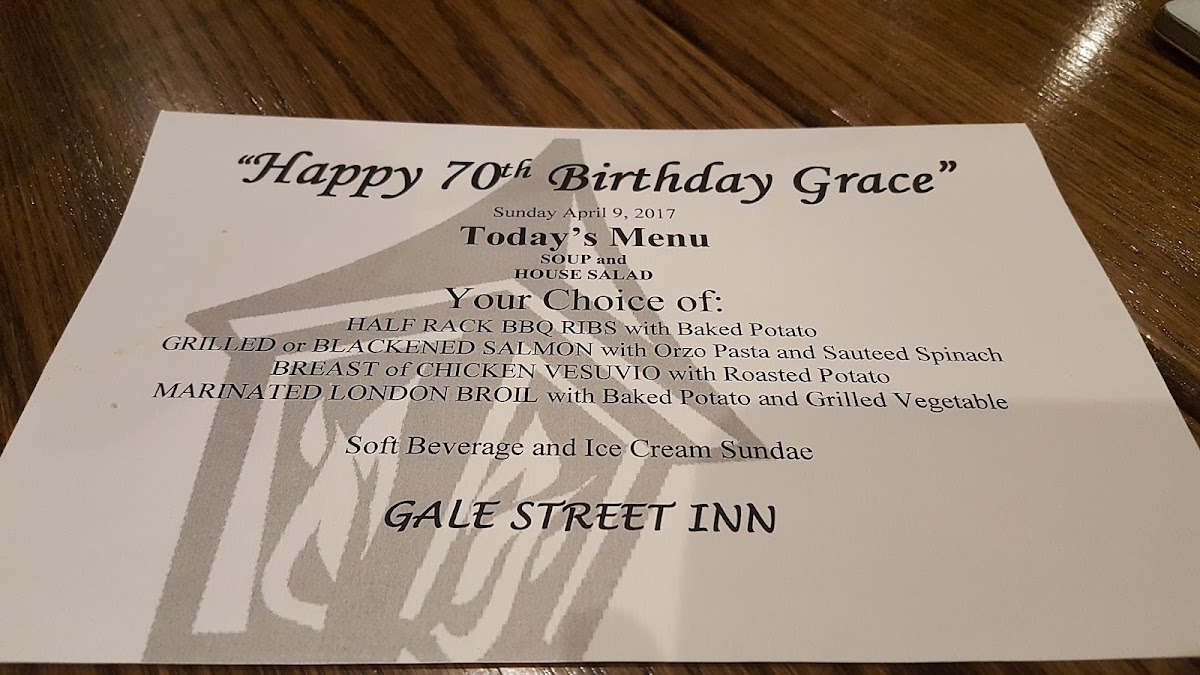 "Happy 70th Birthday Grace"
Sunday April 9, 2017
Today's Menu
SOUP and
HOUSE SALAD
Your Choice of:
HALF RACK BBQ RIBS with Baked Potato
GRILLED or BLACKENED SALMON with Orzo Pasta and Sauteed Spinach
BREAST of CHICKEN VESUVIO with Roasted Potato
MARINATED LONDON BROIL with Baked Potato and Grilled Vegetable
Soft Beverage and Ice Cream Sundae
GALE STREET INN